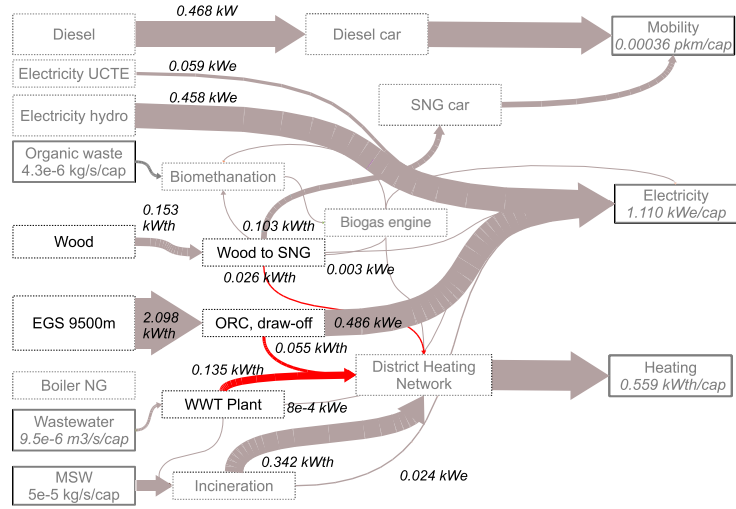 0.468 kW
Diesel
Diesel car
Mobility
0.00036 pkm/cap
Electricity UCTE
0.059 kWe
0.458 kWe
Electricity hydro
SNG car
Organic waste
4.3e-6 kg/s/cap
Biomethanation
Electricity
1.110 kWe/cap
0.153
kWth
0.103 kWth
Biogas engine
Wood
Wood to SNG
0.003 kWe
0.026 kWth
EGS 9500m
2.098
kWth
ORC, draw-off
0.486 kWe
0.055 kWth
0.135 kWth
District Heating
Network
Heating
0.559 kWth/cap
Boiler NG
WWT Plant
8e-4 kWe
Wastewater
9.5e-6 m3/s/cap
0.342 kWth
0.024 kWe
MSW
5e-5 kg/s/cap
Incineration